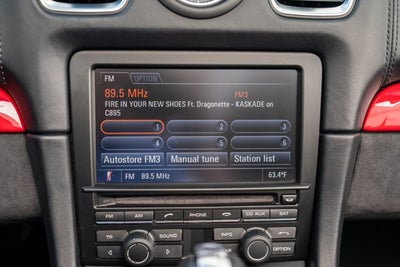 FM OPTION
89.5 MHz FM3
FIRE IN YOUR NEW SHOES Ft. Dragonette - KASKADE on
C895
1 2 3
4 5 6
Autostore FM3 Manual tune Station list
FM 89.5 MHz 63.4°F
FM AM PHONE CD AUX SAT
TP INFO
CAR OPTION